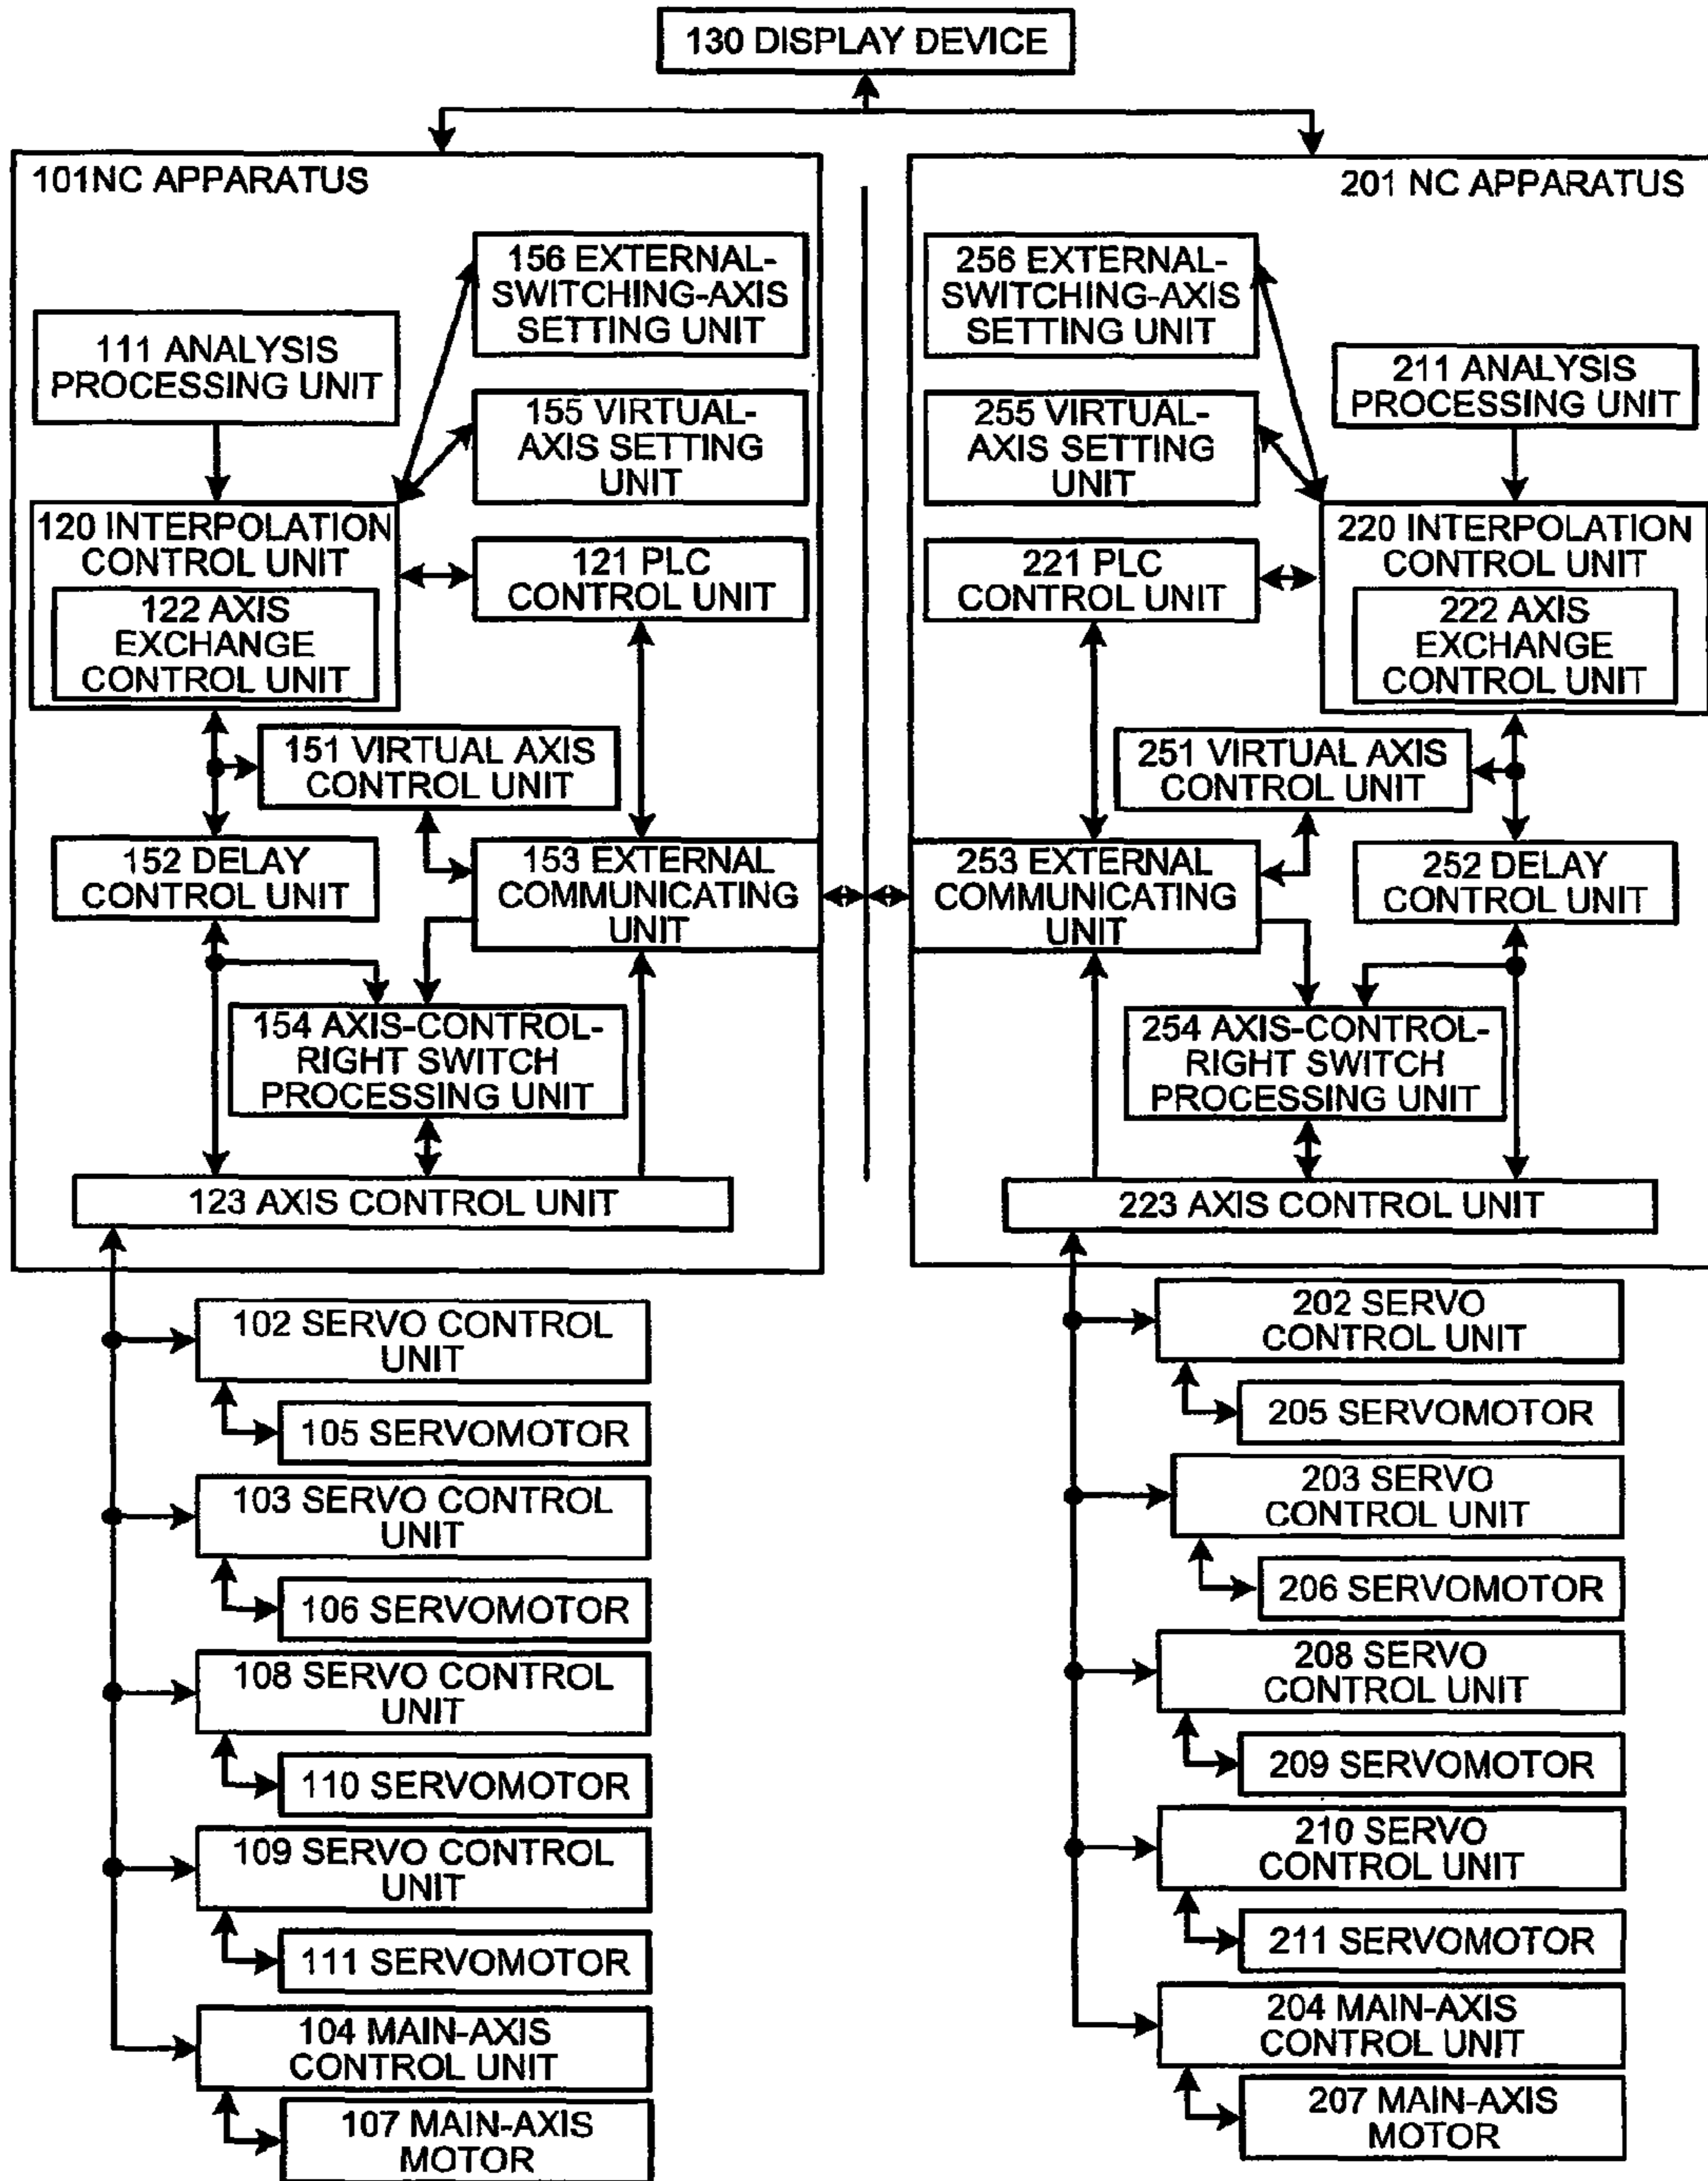 130 DISPLAY DEVICE
101NC APPARATUS
156 EXTERNAL-
SWITCHING-AXIS
SETTING UNIT
111 ANALYSIS
PROCESSING UNIT
155 VIRTUAL-
AXIS SETTING
UNIT
120 INTERPOLATION
CONTROL UNIT
122 AXIS
EXCHANGE
CONTROL UNIT
121 PLC
CONTROL UNIT
151 VIRTUAL AXIS
CONTROL UNIT
152 DELAY
CONTROL UNIT
153 EXTERNAL
COMMUNICATING
UNIT
154 AXIS-CONTROL-
RIGHT SWITCH
PROCESSING UNIT
123 AXIS CONTROL UNIT
102 SERVO CONTROL
UNIT
105 SERVOMOTOR
103 SERVO CONTROL
UNIT
106 SERVOMOTOR
108 SERVO CONTROL
UNIT
110 SERVOMOTOR
109 SERVO CONTROL
UNIT
111 SERVOMOTOR
104 MAIN-AXIS
CONTROL UNIT
107 MAIN-AXIS
MOTOR
201 NC APPARATUS
256 EXTERNAL-
SWITCHING-AXIS
SETTING UNIT
211 ANALYSIS
PROCESSING UNIT
255 VIRTUAL-
AXIS SETTING
UNIT
221 PLC
CONTROL UNIT
220 INTERPOLATION
CONTROL UNIT
222 AXIS
EXCHANGE
CONTROL UNIT
251 VIRTUAL AXIS
CONTROL UNIT
253 EXTERNAL
COMMUNICATING
UNIT
252 DELAY
CONTROL UNIT
254 AXIS-CONTROL-
RIGHT SWITCH
PROCESSING UNIT
223 AXIS CONTROL UNIT
202 SERVO
CONTROL UNIT
205 SERVOMOTOR
203 SERVO
CONTROL UNIT
206 SERVOMOTOR
208 SERVO
CONTROL UNIT
209 SERVOMOTOR
210 SERVO
CONTROL UNIT
211 SERVOMOTOR
204 MAIN-AXIS
CONTROL UNIT
207 MAIN-AXIS
MOTOR